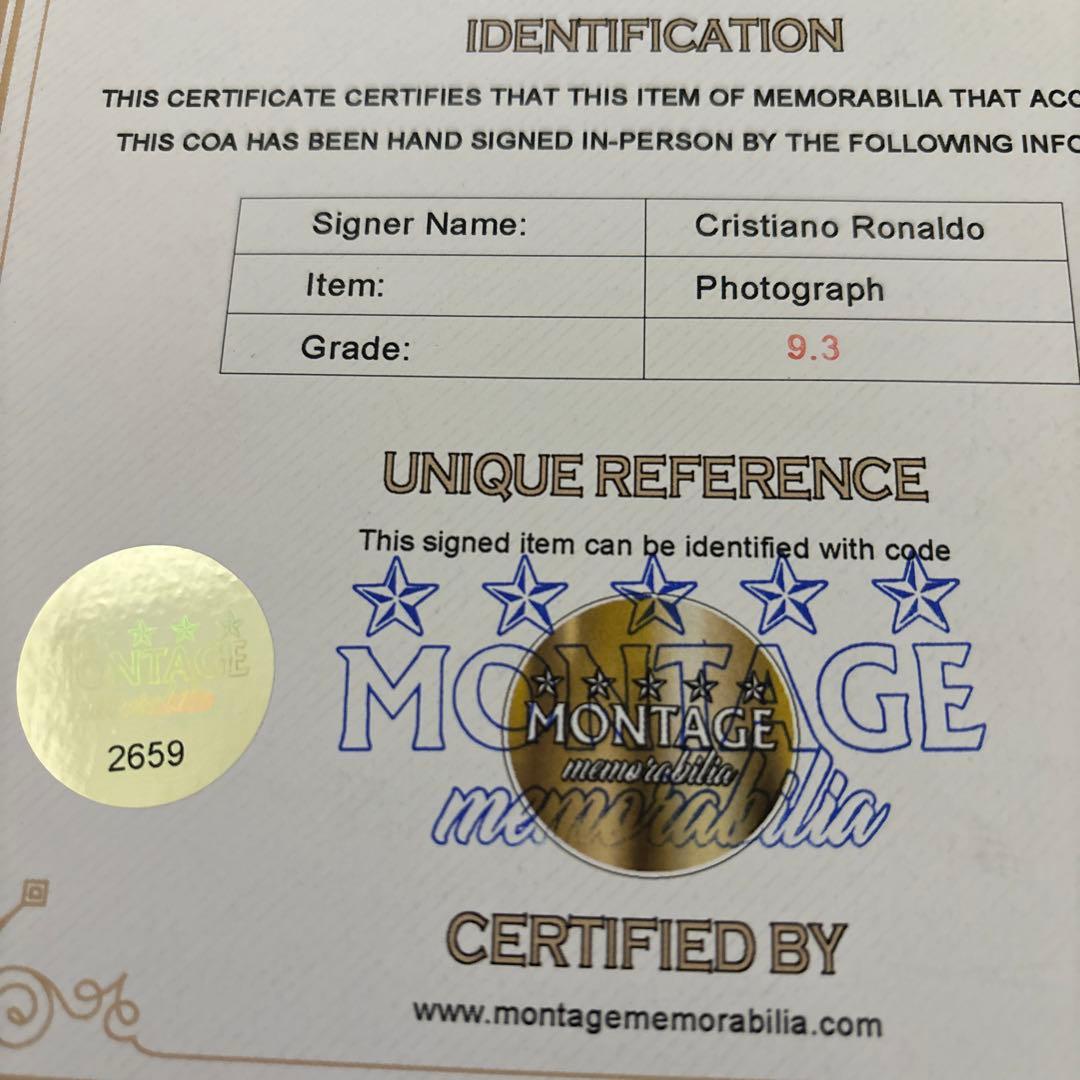 IDENTIFICATION
THIS CERTIFICATE CERTIFIES THAT THIS ITEM OF MEMORABILIA THAT ACC
THIS COA HAS BEEN HAND SIGNED IN-PERSON BY THE FOLLOWING INFO
Signer Name: Cristiano Ronaldo
Item: Photograph
Grade: 9.3
UNIQUE REFERENCE
This signed item can be identified with code
MONTAGE
memorabilia
MONTAGE
memorabilia
MONTAGE
memorabilia
2659
CERTIFIED BY
www.montagememorabilia.com